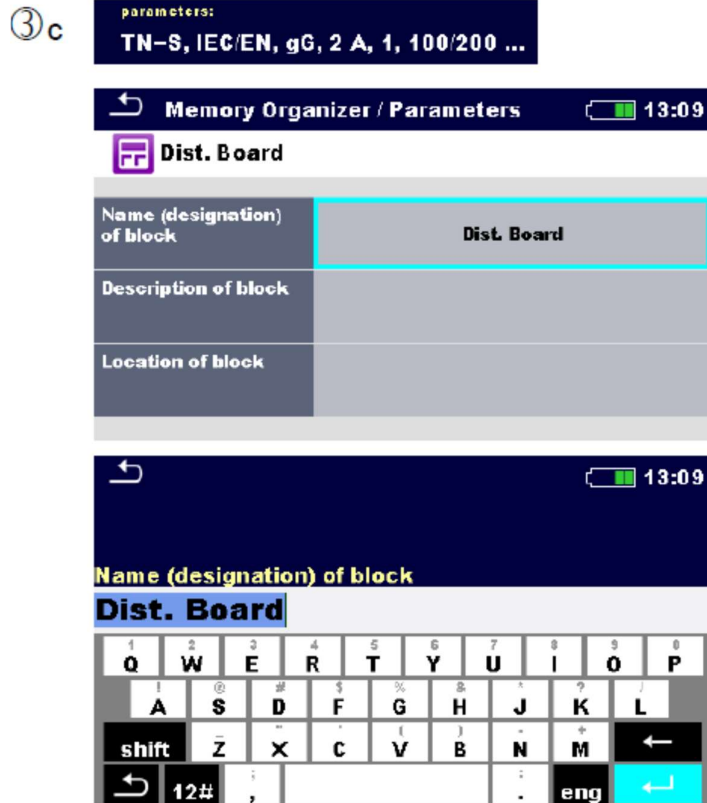 ③c
parameters:
TN-S, IEC/EN, gG, 2 A, 1, 100/200 ...
Memory Organizer / Parameters 13:09
Dist. Board
Name (designation) of block
Dist. Board
Description of block
Location of block
13:09
Name (designation) of block
Dist. Board
1 2 3 4 5 6 7 8 9 0
Q W E R T Y U I O P
! @ # $ % & * ? /
A S D F G H J K L
_ " ' ( ) - +
shift Z X C V B N M ←
12# , ; . : eng